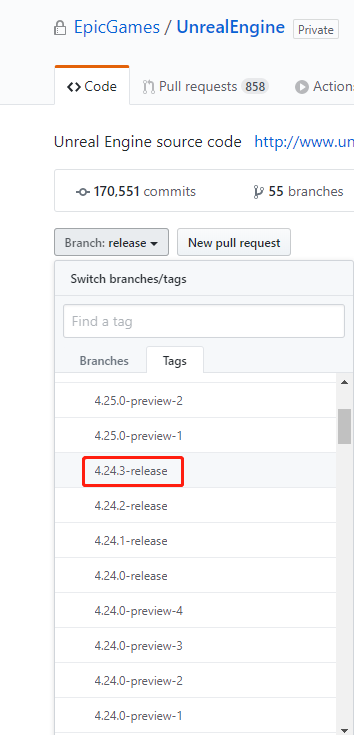 EpicGames / UnrealEngine Private
Code Pull requests 858 Action
Unreal Engine source code http://www.un
170,551 commits 55 branches
Branch: release New pull request
Switch branches/tags
Find a tag
Branches Tags
4.25.0-preview-2
4.25.0-preview-1
4.24.3-release
4.24.2-release
4.24.1-release
4.24.0-release
4.24.0-preview-4
4.24.0-preview-3
4.24.0-preview-2
4.24.0-preview-1